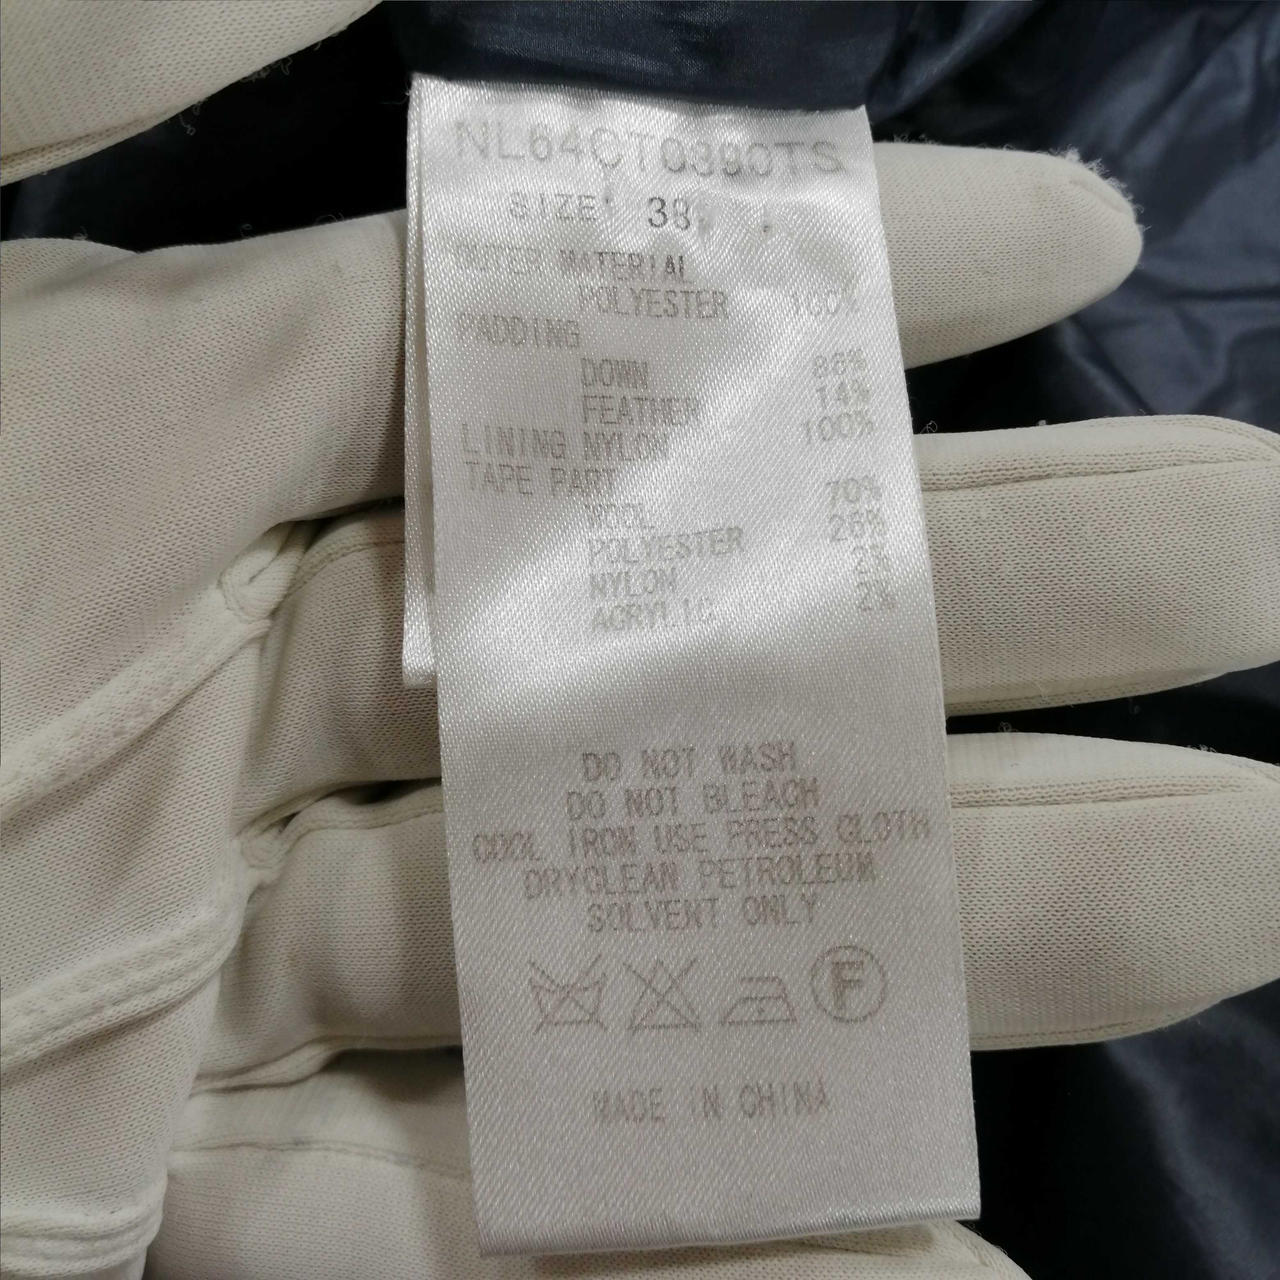 NL64CT0390TS
SIZE 38
OUTER MATERIAL
POLYESTER 100%
PADDING
DOWN 86%
FEATHER 14%
LINING NYLON 100%
TAPE PART
WOOL 70%
POLYESTER 26%
NYLON 2%
ACRYLIC 2%
DO NOT WASH
DO NOT BLEACH
COOL IRON USE PRESS CLOTH
DRYCLEAN PETROLEUM
SOLVENT ONLY
F
MADE IN CHINA